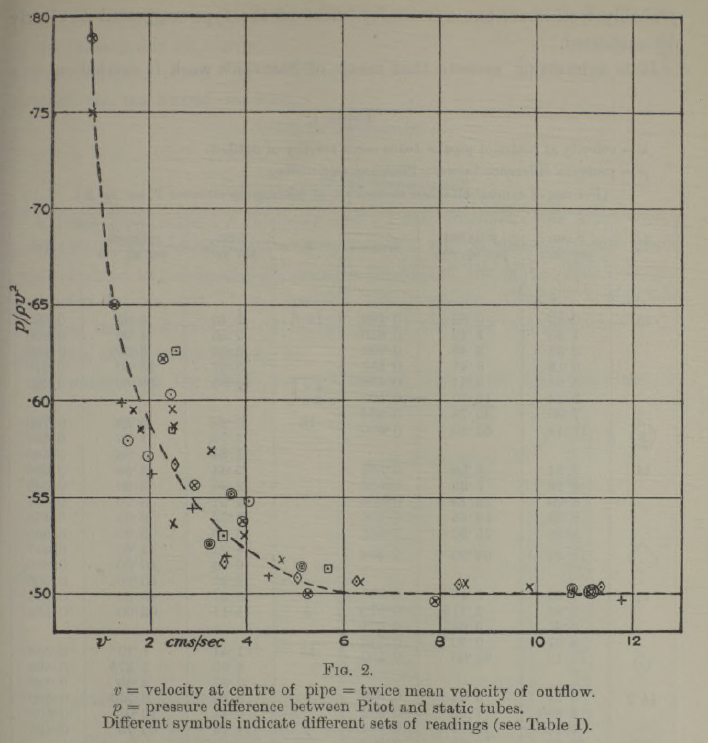 ·80
·75
·70
p/ρv²
·65
·60
·55
·50
v 2 cms/sec 4 6 8 10 12
Fig. 2.
v = velocity at centre of pipe = twice mean velocity of outflow.
p = pressure difference between Pitot and static tubes.
Different symbols indicate different sets of readings (see Table I).